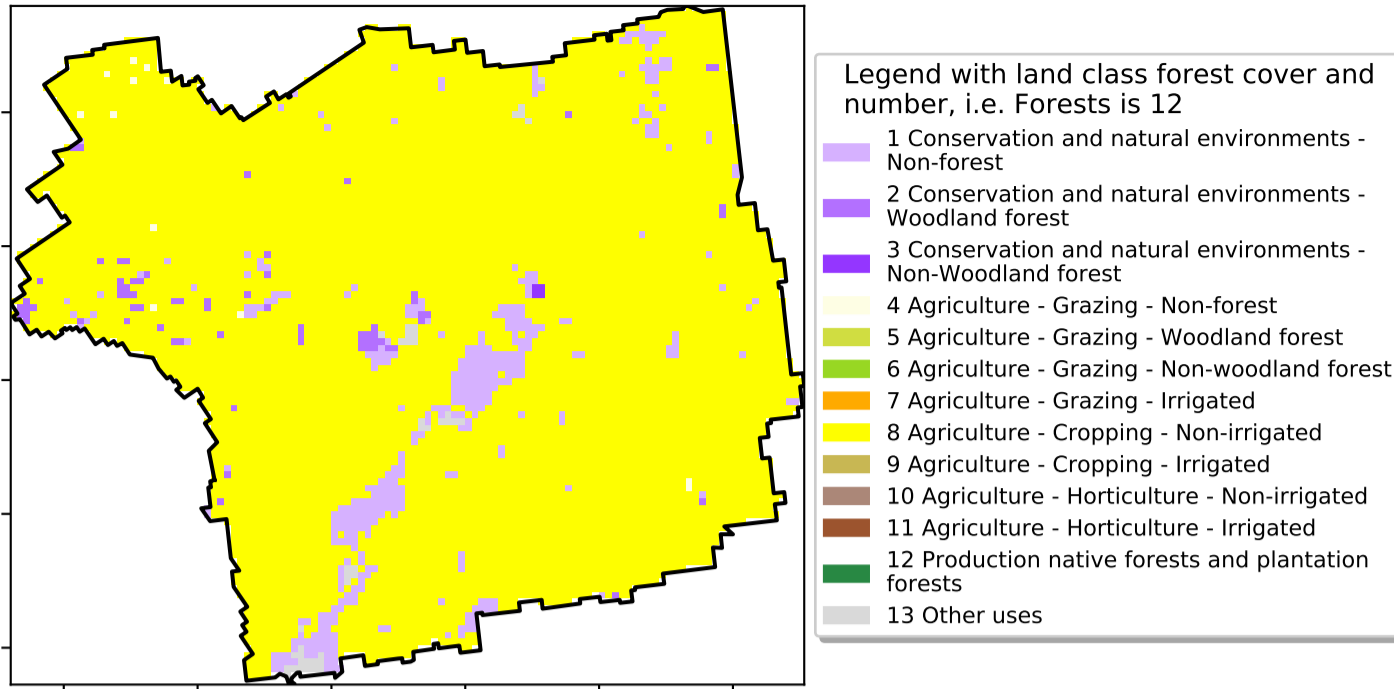 Legend with land class forest cover and
number, i.e. Forests is 12
1 Conservation and natural environments -
Non-forest
2 Conservation and natural environments -
Woodland forest
3 Conservation and natural environments -
Non-Woodland forest
4 Agriculture - Grazing - Non-forest
5 Agriculture - Grazing - Woodland forest
6 Agriculture - Grazing - Non-woodland forest
7 Agriculture - Grazing - Irrigated
8 Agriculture - Cropping - Non-irrigated
9 Agriculture - Cropping - Irrigated
10 Agriculture - Horticulture - Non-irrigated
11 Agriculture - Horticulture - Irrigated
12 Production native forests and plantation
forests
13 Other uses